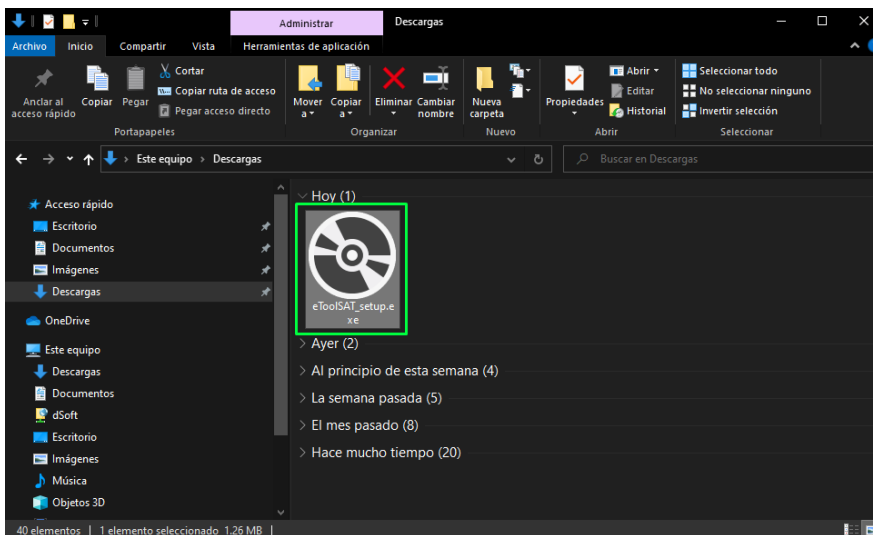 Administrar
Descargas
Archivo
Inicio
Compartir
Vista
Herramientas de aplicación
Anclar al
acceso rápido
Copiar
Pegar
Cortar
Copiar ruta de acceso
Pegar acceso directo
Portapapeles
Mover
a
Copiar
a
Eliminar
Cambiar
nombre
Organizar
Nueva
carpeta
Nuevo
Propiedades
Abrir
Editar
Historial
Abrir
Seleccionar todo
No seleccionar ninguno
Invertir selección
Seleccionar
Este equipo
Descargas
Buscar en Descargas
Acceso rápido
Escritorio
Documentos
Imágenes
Descargas
OneDrive
Este equipo
Descargas
Documentos
dSoft
Escritorio
Imágenes
Música
Objetos 3D
Hoy (1)
eToolSAT_setup.e
xe
Ayer (2)
Al principio de esta semana (4)
La semana pasada (5)
El mes pasado (8)
Hace mucho tiempo (20)
40 elementos
1 elemento seleccionado 1.26 MB